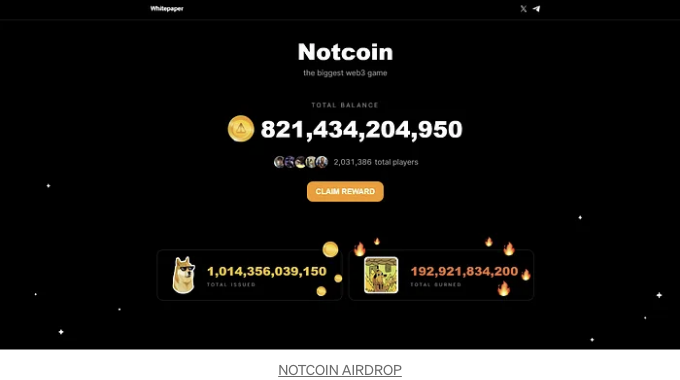 Whitepaper
Notcoin
the biggest web3 game
TOTAL BALANCE
821,434,204,950
2,031,386 total players
CLAIM REWARD
1,014,356,039,150
TOTAL ISSUED
192,921,834,200
TOTAL BURNED
NOTCOIN AIRDROP